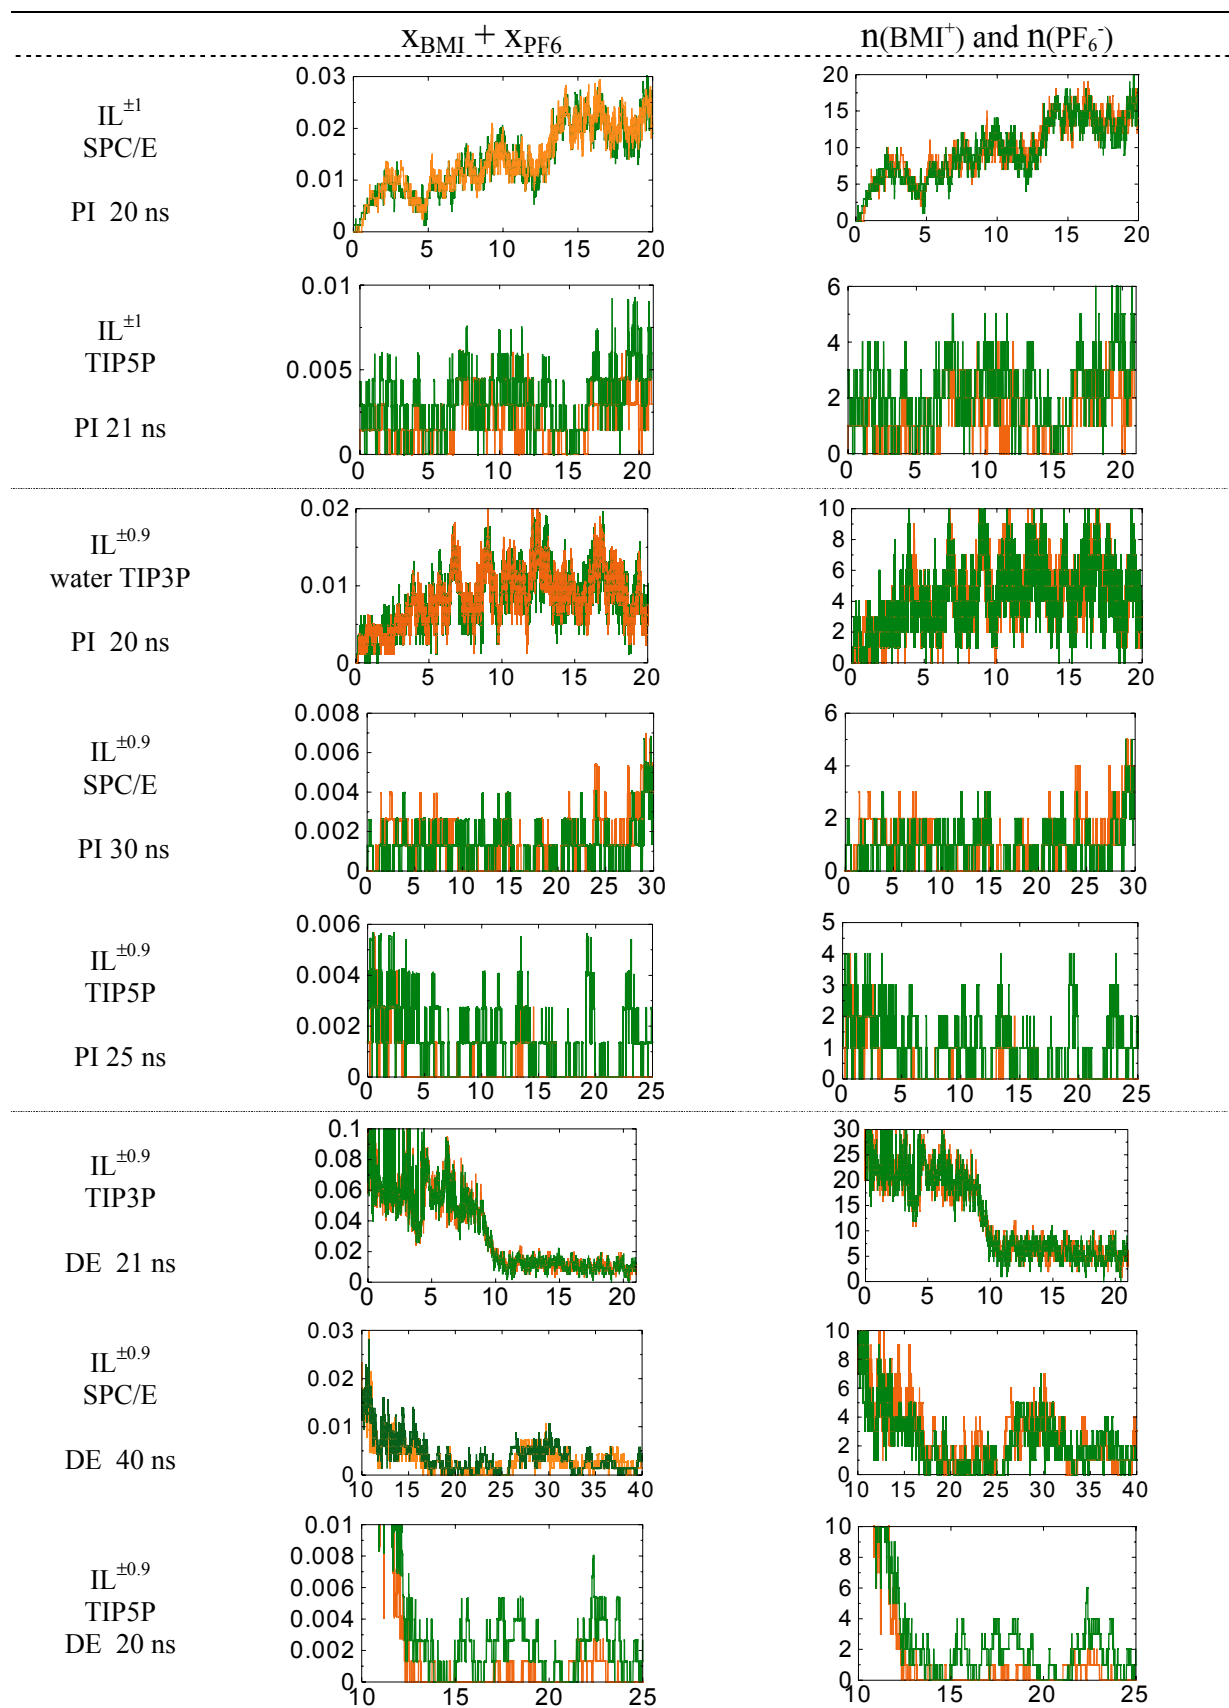 x_BMI + x_PF6 n(BMI⁺) and n(PF₆⁻)
IL^±1
SPC/E
PI 20 ns
0.03
0.02
0.01
0
0 5 10 15 20
20
15
10
5
0
0 5 10 15 20
IL^±1
TIP5P
PI 21 ns
0.01
0.005
0
0 5 10 15 20
6
4
2
0
0 5 10 15 20
IL^±0.9
water TIP3P
PI 20 ns
0.02
0.01
0
0 5 10 15 20
10
8
6
4
2
0
0 5 10 15 20
IL^±0.9
SPC/E
PI 30 ns
0.008
0.006
0.004
0.002
0
0 5 10 15 20 24 30
6
4
2
0
0 5 10 15 20 25 30
IL^±0.9
TIP5P
PI 25 ns
0.006
0.004
0.002
0
0 5 10 15 20 25
5
4
3
2
1
0
0 5 10 15 20 25
IL^±0.9
TIP3P
DE 21 ns
0.1
0.08
0.06
0.04
0.02
0
0 5 10 15 20
30
25
20
15
10
5
0
0 5 10 15 20
IL^±0.9
SPC/E
DE 40 ns
0.03
0.02
0.01
0
10 15 20 25 30 35 40
10
8
6
4
2
0
10 15 20 25 30 35 40
IL^±0.9
TIP5P
DE 20 ns
0.01
0.008
0.006
0.004
0.002
0
10 15 20 25
10
8
6
4
2
0
10 15 20 25